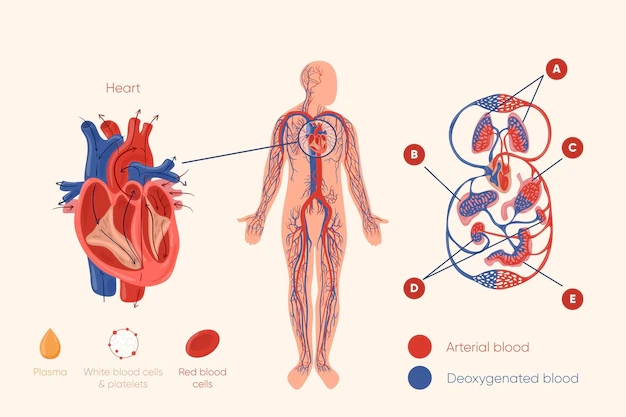 Heart
A
B
C
D
E
Plasma
White blood cells
& platelets
Red blood
cells
Arterial blood
Deoxygenated blood